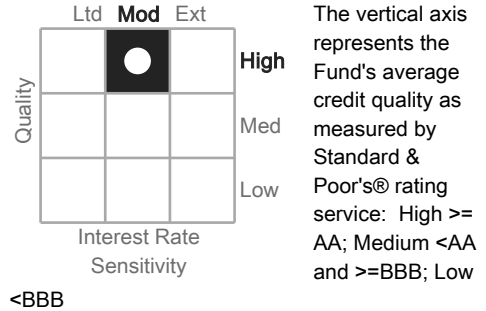 Ltd Mod Ext
High
Med
Low
Quality
Interest Rate
Sensitivity
The vertical axis
represents the
Fund's average
credit quality as
measured by
Standard &
Poor's® rating
service:  High >=
AA; Medium <AA
and >=BBB; Low
<BBB